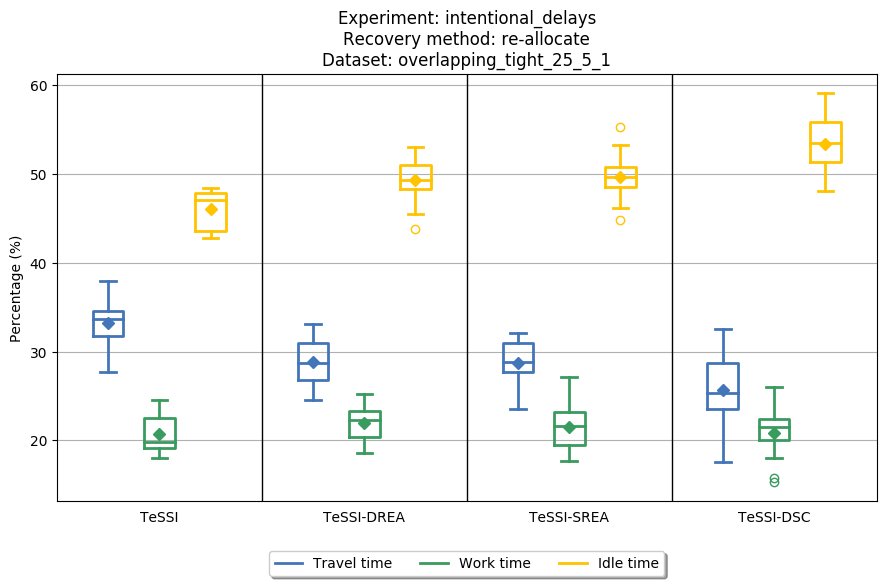 Experiment: intentional_delays
Recovery method: re-allocate
Dataset: overlapping_tight_25_5_1
Percentage (%)
60
50
40
30
20
TeSSI
TeSSI-DREA
TeSSI-SREA
TeSSI-DSC
Travel time
Work time
Idle time